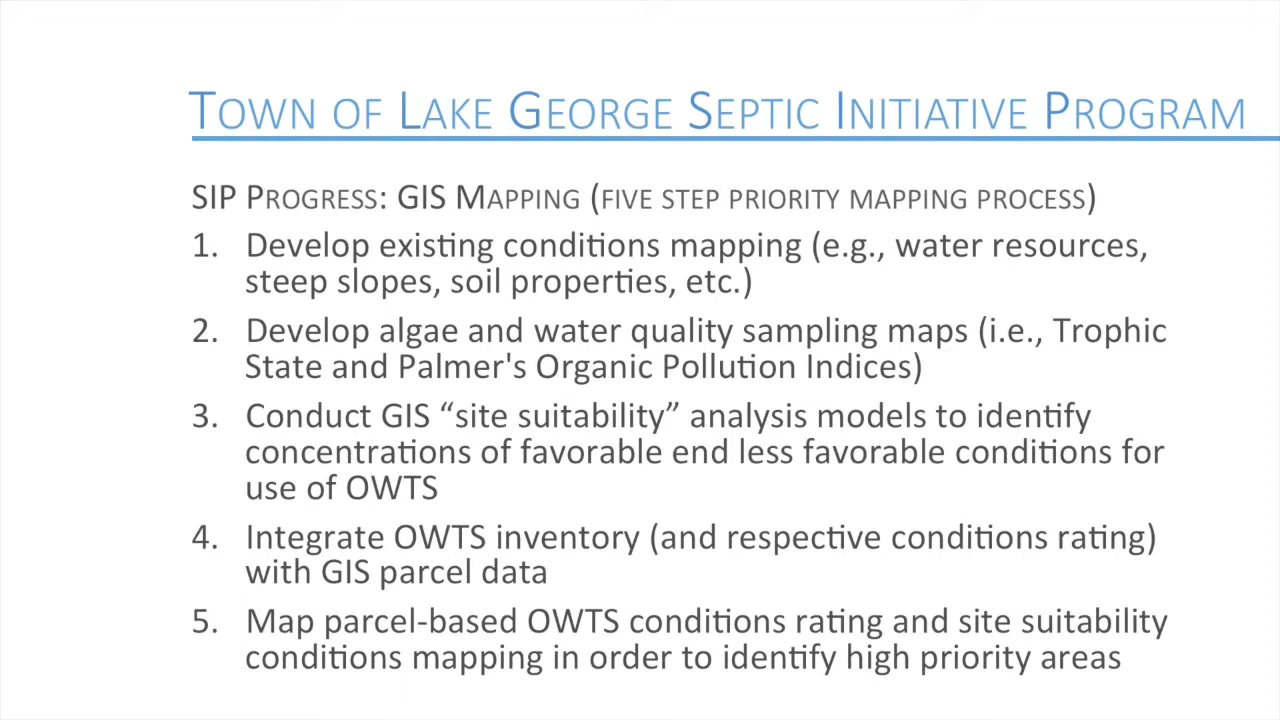 Town of Lake George Septic Initiative Program
SIP Progress: GIS Mapping (five step priority mapping process)
1. Develop existing conditions mapping (e.g., water resources,
steep slopes, soil properties, etc.)
2. Develop algae and water quality sampling maps (i.e., Trophic
State and Palmer's Organic Pollution Indices)
3. Conduct GIS “site suitability” analysis models to identify
concentrations of favorable end less favorable conditions for
use of OWTS
4. Integrate OWTS inventory (and respective conditions rating)
with GIS parcel data
5. Map parcel-based OWTS conditions rating and site suitability
conditions mapping in order to identify high priority areas